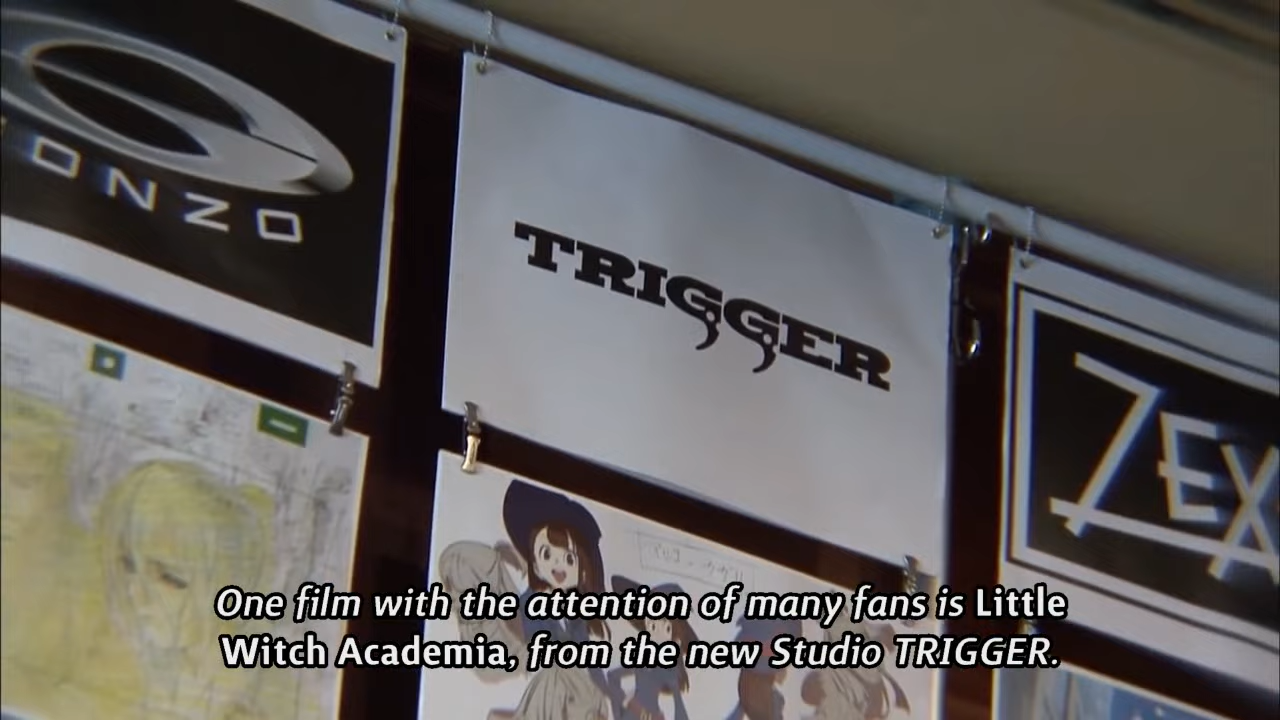 ONZO
TRIGGER
ZEX
One film with the attention of many fans is Little
Witch Academia, from the new Studio TRIGGER.